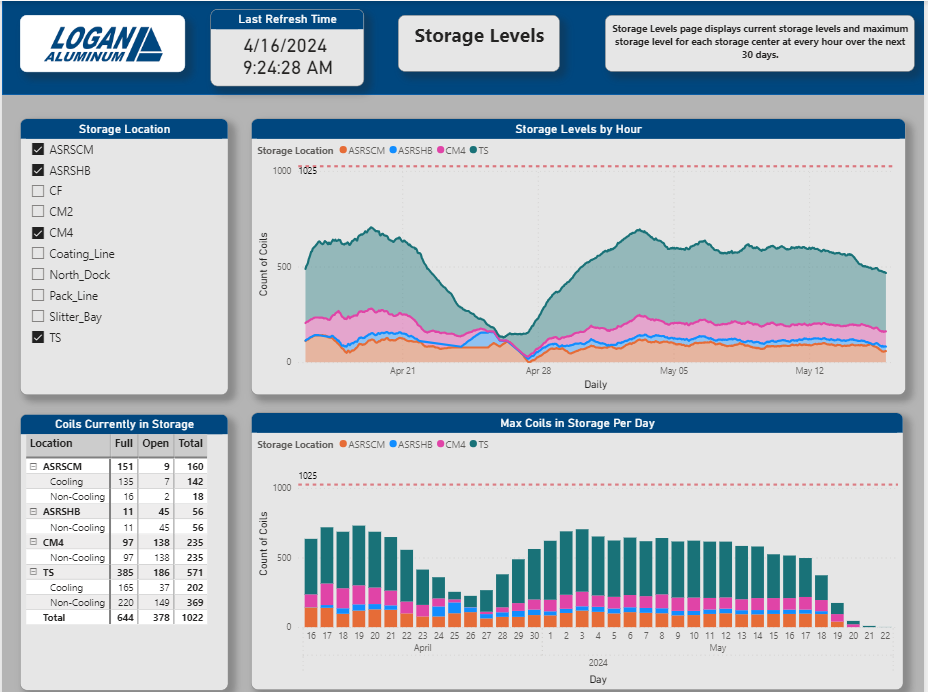 LOGAN
ALUMINUM
Last Refresh Time
4/16/2024
9:24:28 AM
Storage Levels
Storage Levels page displays current storage levels and maximum
storage level for each storage center at every hour over the next
30 days.
Storage Location
ASRSCM
ASRSHB
CF
CM2
CM4
Coating_Line
North_Dock
Pack_Line
Slitter_Bay
TS
Storage Levels by Hour
Storage Location ASRSCM ASRSHB CM4 TS
1000 1025
500
0
Count of Coils
Apr 21 Apr 28 May 05 May 12
Daily
Coils Currently in Storage
Location Full Open Total
ASRSCM 151 9 160
Cooling 135 7 142
Non-Cooling 16 2 18
ASRSHB 11 45 56
Non-Cooling 11 45 56
CM4 97 138 235
Non-Cooling 97 138 235
TS 385 186 571
Cooling 165 37 202
Non-Cooling 220 149 369
Total 644 378 1022
Max Coils in Storage Per Day
Storage Location ASRSCM ASRSHB CM4 TS
1025
1000
500
0
Count of Coils
16 17 18 19 20 21 22 23 24 25 26 27 28 29 30 1 2 3 4 5 6 7 8 9 10 11 12 13 14 15 16 17 18 19 20 21 22
April May
2024
Day